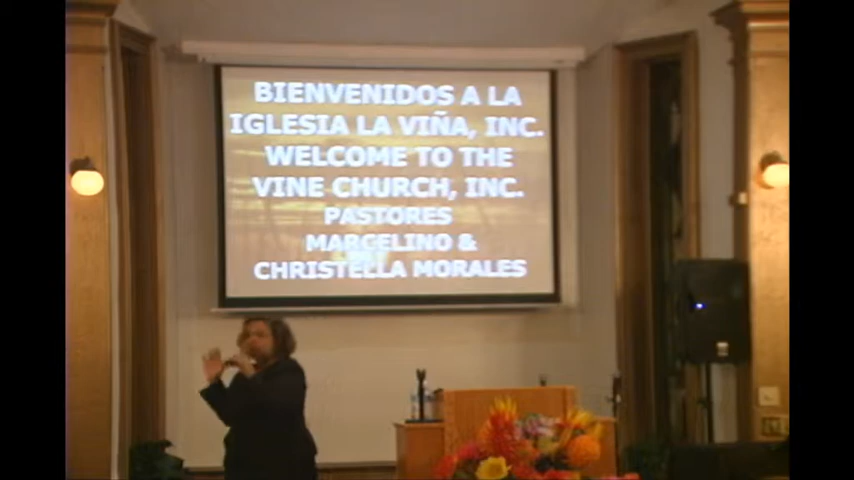 BIENVENIDOS A LA
IGLESIA LA VIÑA, INC.
WELCOME TO THE
VINE CHURCH, INC.
PASTORES
MARCELINO &
CHRISTELLA MORALES